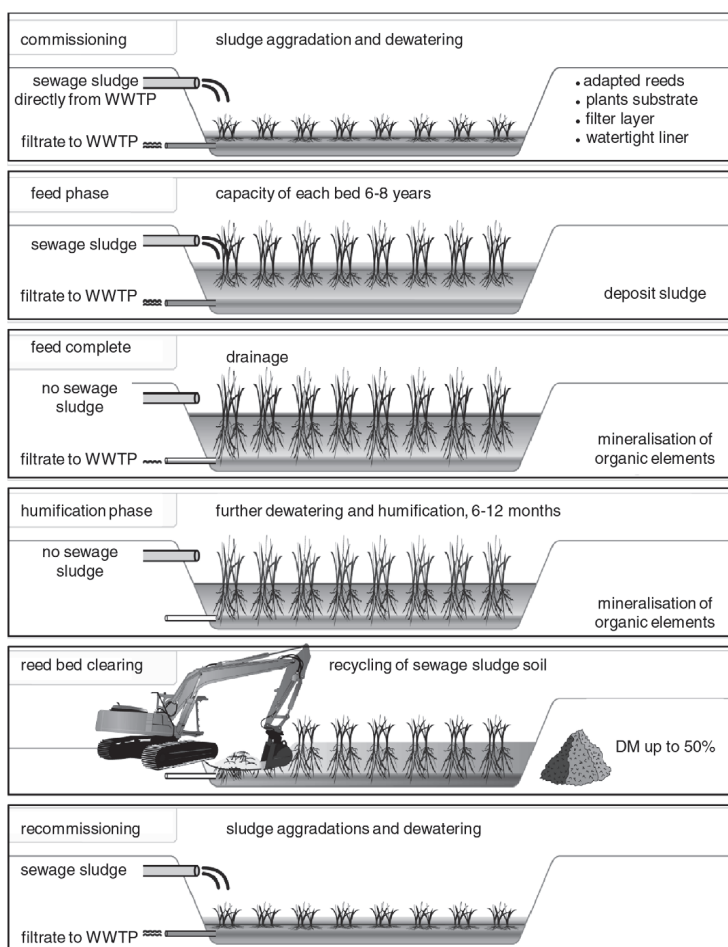 commissioning
sludge aggradation and dewatering
sewage sludge
directly from WWTP
filtrate to WWTP
• adapted reeds
• plants substrate
• filter layer
• watertight liner
feed phase
capacity of each bed 6-8 years
sewage sludge
filtrate to WWTP
deposit sludge
feed complete
drainage
no sewage
sludge
filtrate to WWTP
mineralisation of
organic elements
humification phase
further dewatering and humification, 6-12 months
no sewage
sludge
mineralisation of
organic elements
reed bed clearing
recycling of sewage sludge soil
DM up to 50%
recommissioning
sludge aggradations and dewatering
sewage sludge
filtrate to WWTP